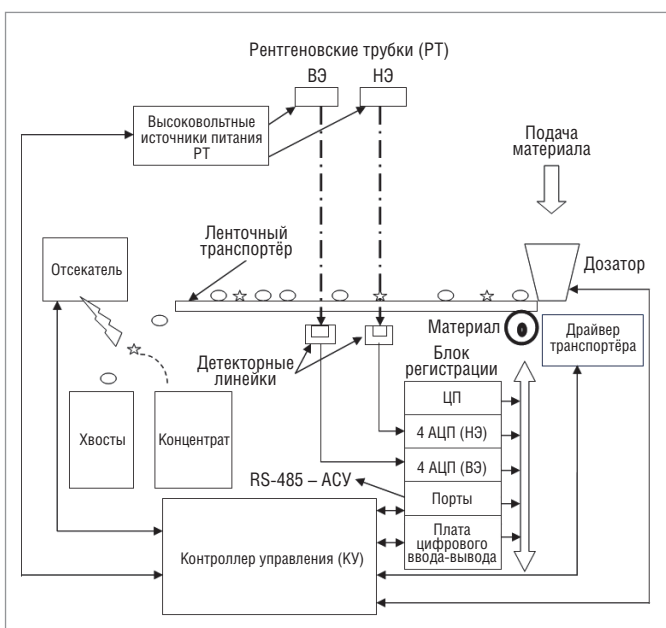 Рентгеновские трубки (РТ)
ВЭ
НЭ
Высоковольтные
источники питания
РТ
Подача
материала
Ленточный
транспортёр
Отсекатель
Дозатор
Материал
Драйвер
транспортёра
Детекторные
линейки
Блок
регистрации
ЦП
4 АЦП (НЭ)
4 АЦП (ВЭ)
Порты
Плата
цифрового
ввода-вывода
Хвосты
Концентрат
RS-485 – АСУ
Контроллер управления (КУ)